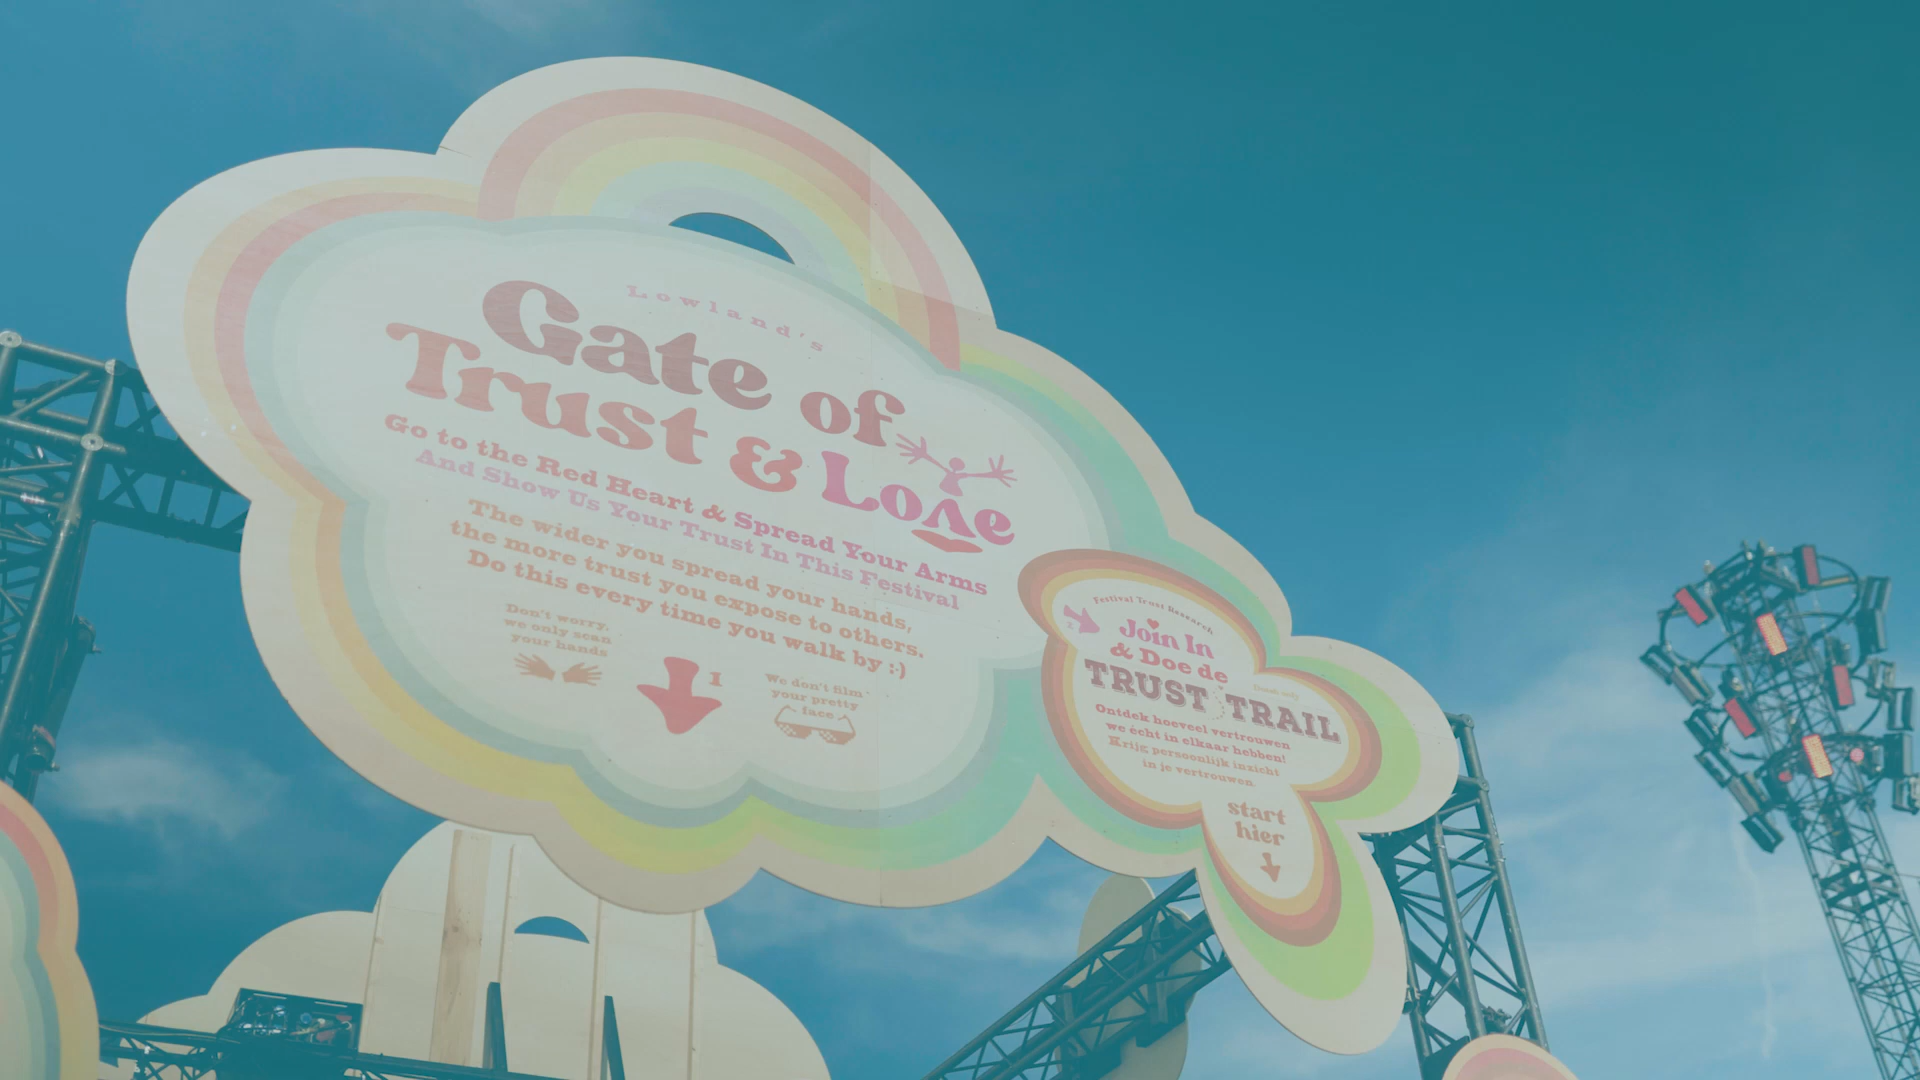 Lowland's
Gate of
Trust & Love
Go to the Red Heart & Spread Your Arms
And Show Us Your Trust In This Festival
The wider you spread your hands,
the more trust you expose to others.
Do this every time you walk by :)
Don't worry,
we only scan
your hands
1
We don't film
your pretty
face
Festival Trust Research
2
Join In
& Doe de
Dutch only
TRUST TRAIL
Ontdek hoeveel vertrouwen
we écht in elkaar hebben!
Krijg persoonlijk inzicht
in je vertrouwen.
start
hier